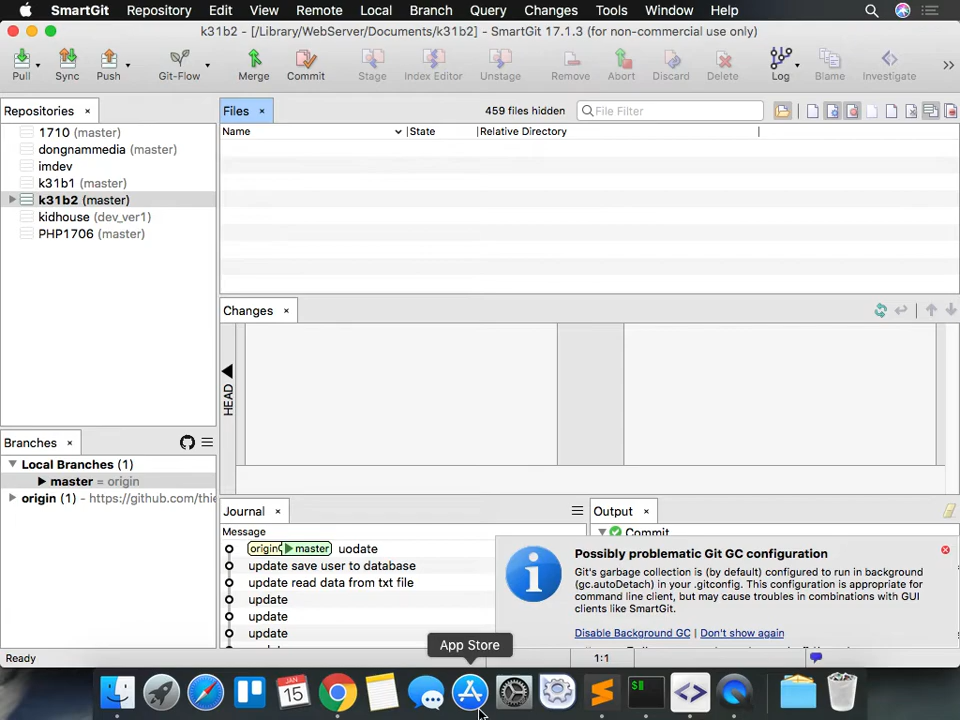 SmartGit Repository Edit View Remote Local Branch Query Changes Tools Window Help
k31b2 - [/Library/WebServer/Documents/k31b2] - SmartGit 17.1.3 (for non-commercial use only)
Pull Sync Push Git-Flow Merge Commit Stage Index Editor Unstage Remove Abort Discard Delete Log Blame Investigate
Repositories
1710 (master)
dongnammedia (master)
imdev
k31b1 (master)
k31b2 (master)
kidhouse (dev_ver1)
PHP1706 (master)
Files 459 files hidden File Filter
Name State Relative Directory
Changes
HEAD
Branches
Local Branches (1)
master = origin
origin (1) - https://github.com/thie
Journal
Message
origin master uodate
update save user to database
update read data from txt file
update
update
update
Output
Commit
Possibly problematic Git GC configuration
Git's garbage collection is (by default) configured to run in background
(gc.autoDetach) in your .gitconfig. This configuration is appropriate for
command line client, but may cause troubles in combinations with GUI
clients like SmartGit.
Disable Background GC Don't show again
App Store
Ready 1:1
JAN
15
$